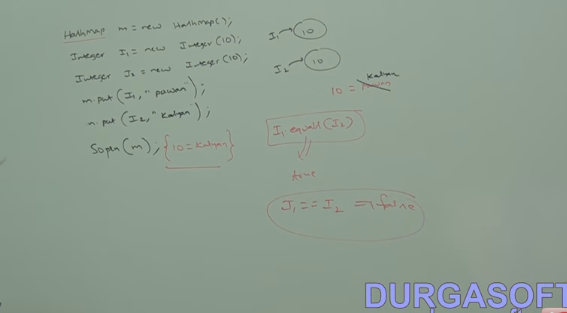 HashMap m = new HashMap();
Integer I₁ = new Integer(10);
Integer I₂ = new Integer(10);
m.put(I₁, "pawan");
m.put(I₂, "kalyan");
Sopln(m); {10=kalyan}
I₁ → 10
I₂ → 10
kalyan
10 = pawan
I₁.equals(I₂)
true
I₁ == I₂ ⇒ false
DURGASOFT